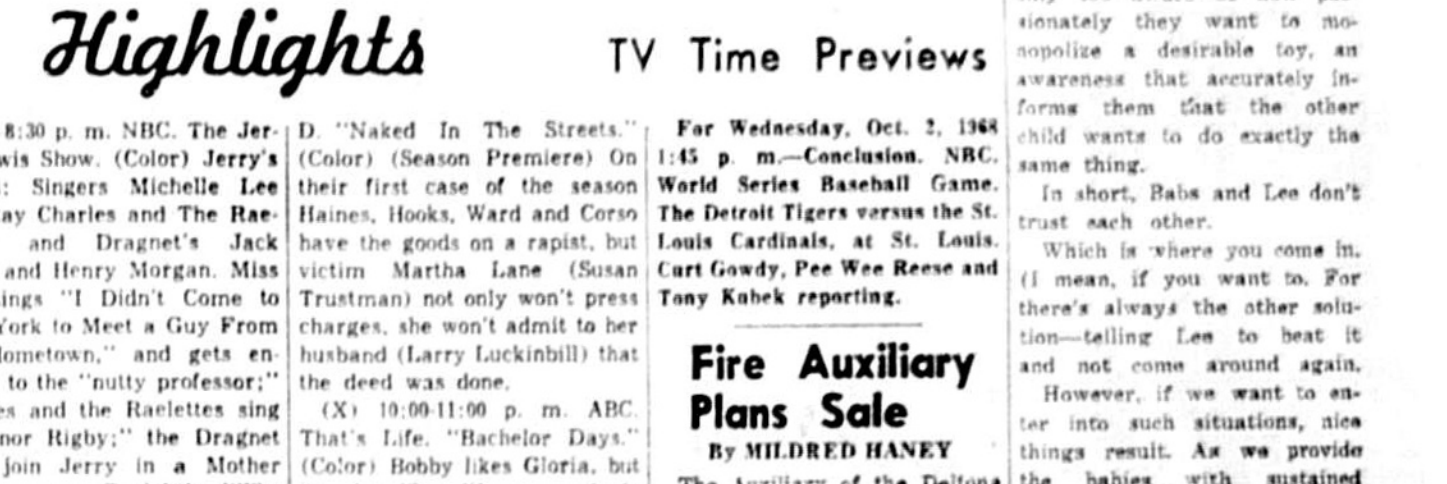 Highlights
TV Time Previews
8:30 p. m. NBC. The Jer-
wis Show. (Color) Jerry's
: Singers Michelle Lee
ay Charles and The Rae-
and Dragnet's Jack
and Henry Morgan. Miss
ings "I Didn't Come to
York to Meet a Guy From
ometown," and gets en-
to the "nutty professor;"
es and the Raelettes sing
nor Rigby;" the Dragnet
join Jerry in a Mother
D. "Naked In The Streets."
(Color) (Season Premiere) On
their first case of the season
Haines, Hooks, Ward and Corso
have the goods on a rapist, but
victim Martha Lane (Susan
Trustman) not only won't press
charges, she won't admit to her
husband (Larry Luckinbill) that
the deed was done.
(X) 10:00-11:00 p. m. ABC.
That's Life. "Bachelor Days."
(Color) Bobby likes Gloria, but
For Wednesday, Oct. 2, 1968
1:45 p. m.—Conclusion. NBC.
World Series Baseball Game.
The Detroit Tigers versus the St.
Louis Cardinals, at St. Louis.
Curt Gowdy, Pee Wee Reese and
Tony Kubek reporting.
Fire Auxiliary
Plans Sale
By MILDRED HANEY
The Auxiliary of the Deltona
sionately they want to mo-
nopolize a desirable toy, an
awareness that accurately in-
forms them that the other
child wants to do exactly the
same thing.
In short, Babs and Lee don't
trust each other.
Which is where you come in.
(I mean, if you want to. For
there's always the other solu-
tion—telling Lee to beat it
and not come around again.
However, if we want to en-
ter into such situations, nice
things result. As we provide
the babies with sustained